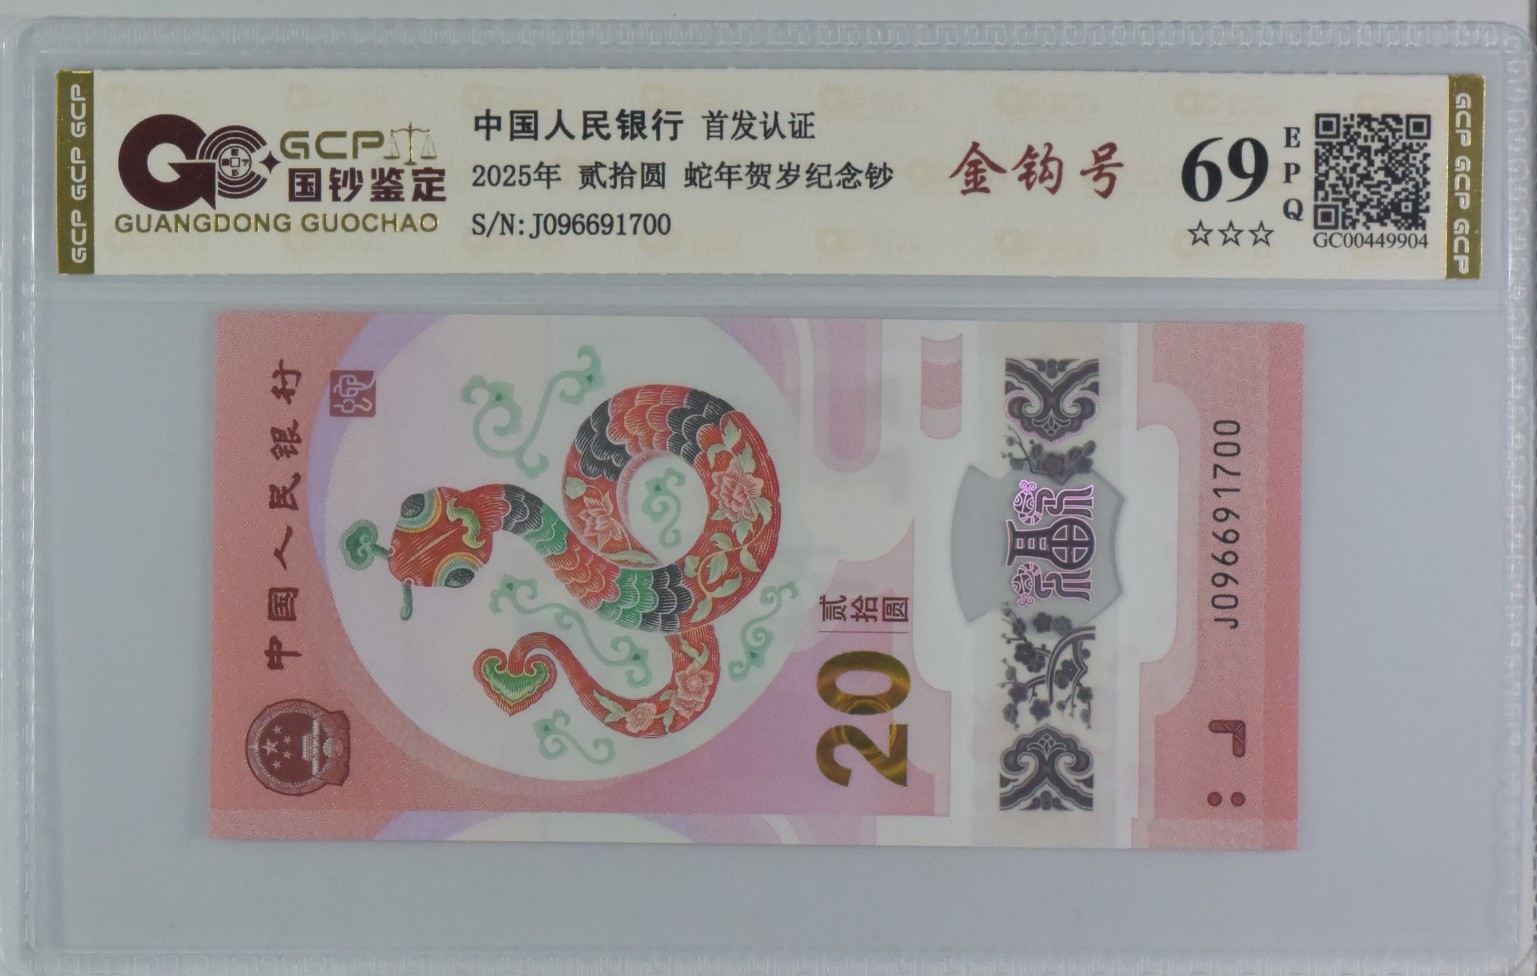 GCP GCP GCP
GCP
国钞鉴定
GUANGDONG GUOCHAO
中国人民银行 首发认证
2025年 贰拾圆 蛇年贺岁纪念钞
S/N:J096691700
金钩号
69
EPQ
☆☆☆
GC00449904
GCP GCP GCP
中国人民银行
贰拾圆
20
J096691700